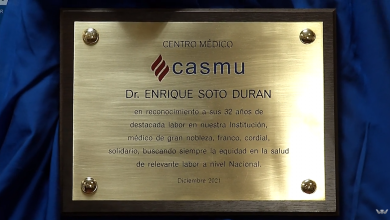 CENTRO MÉDICO
casmu
Dr. ENRIQUE SOTO DURAN
en reconocimiento a sus 32 años de
destacada labor en nuestra Institución,
médico de gran nobleza, franco, cordial,
solidario, buscando siempre la equidad en la salud
de relevante labor a nivel Nacional.
Diciembre 2021